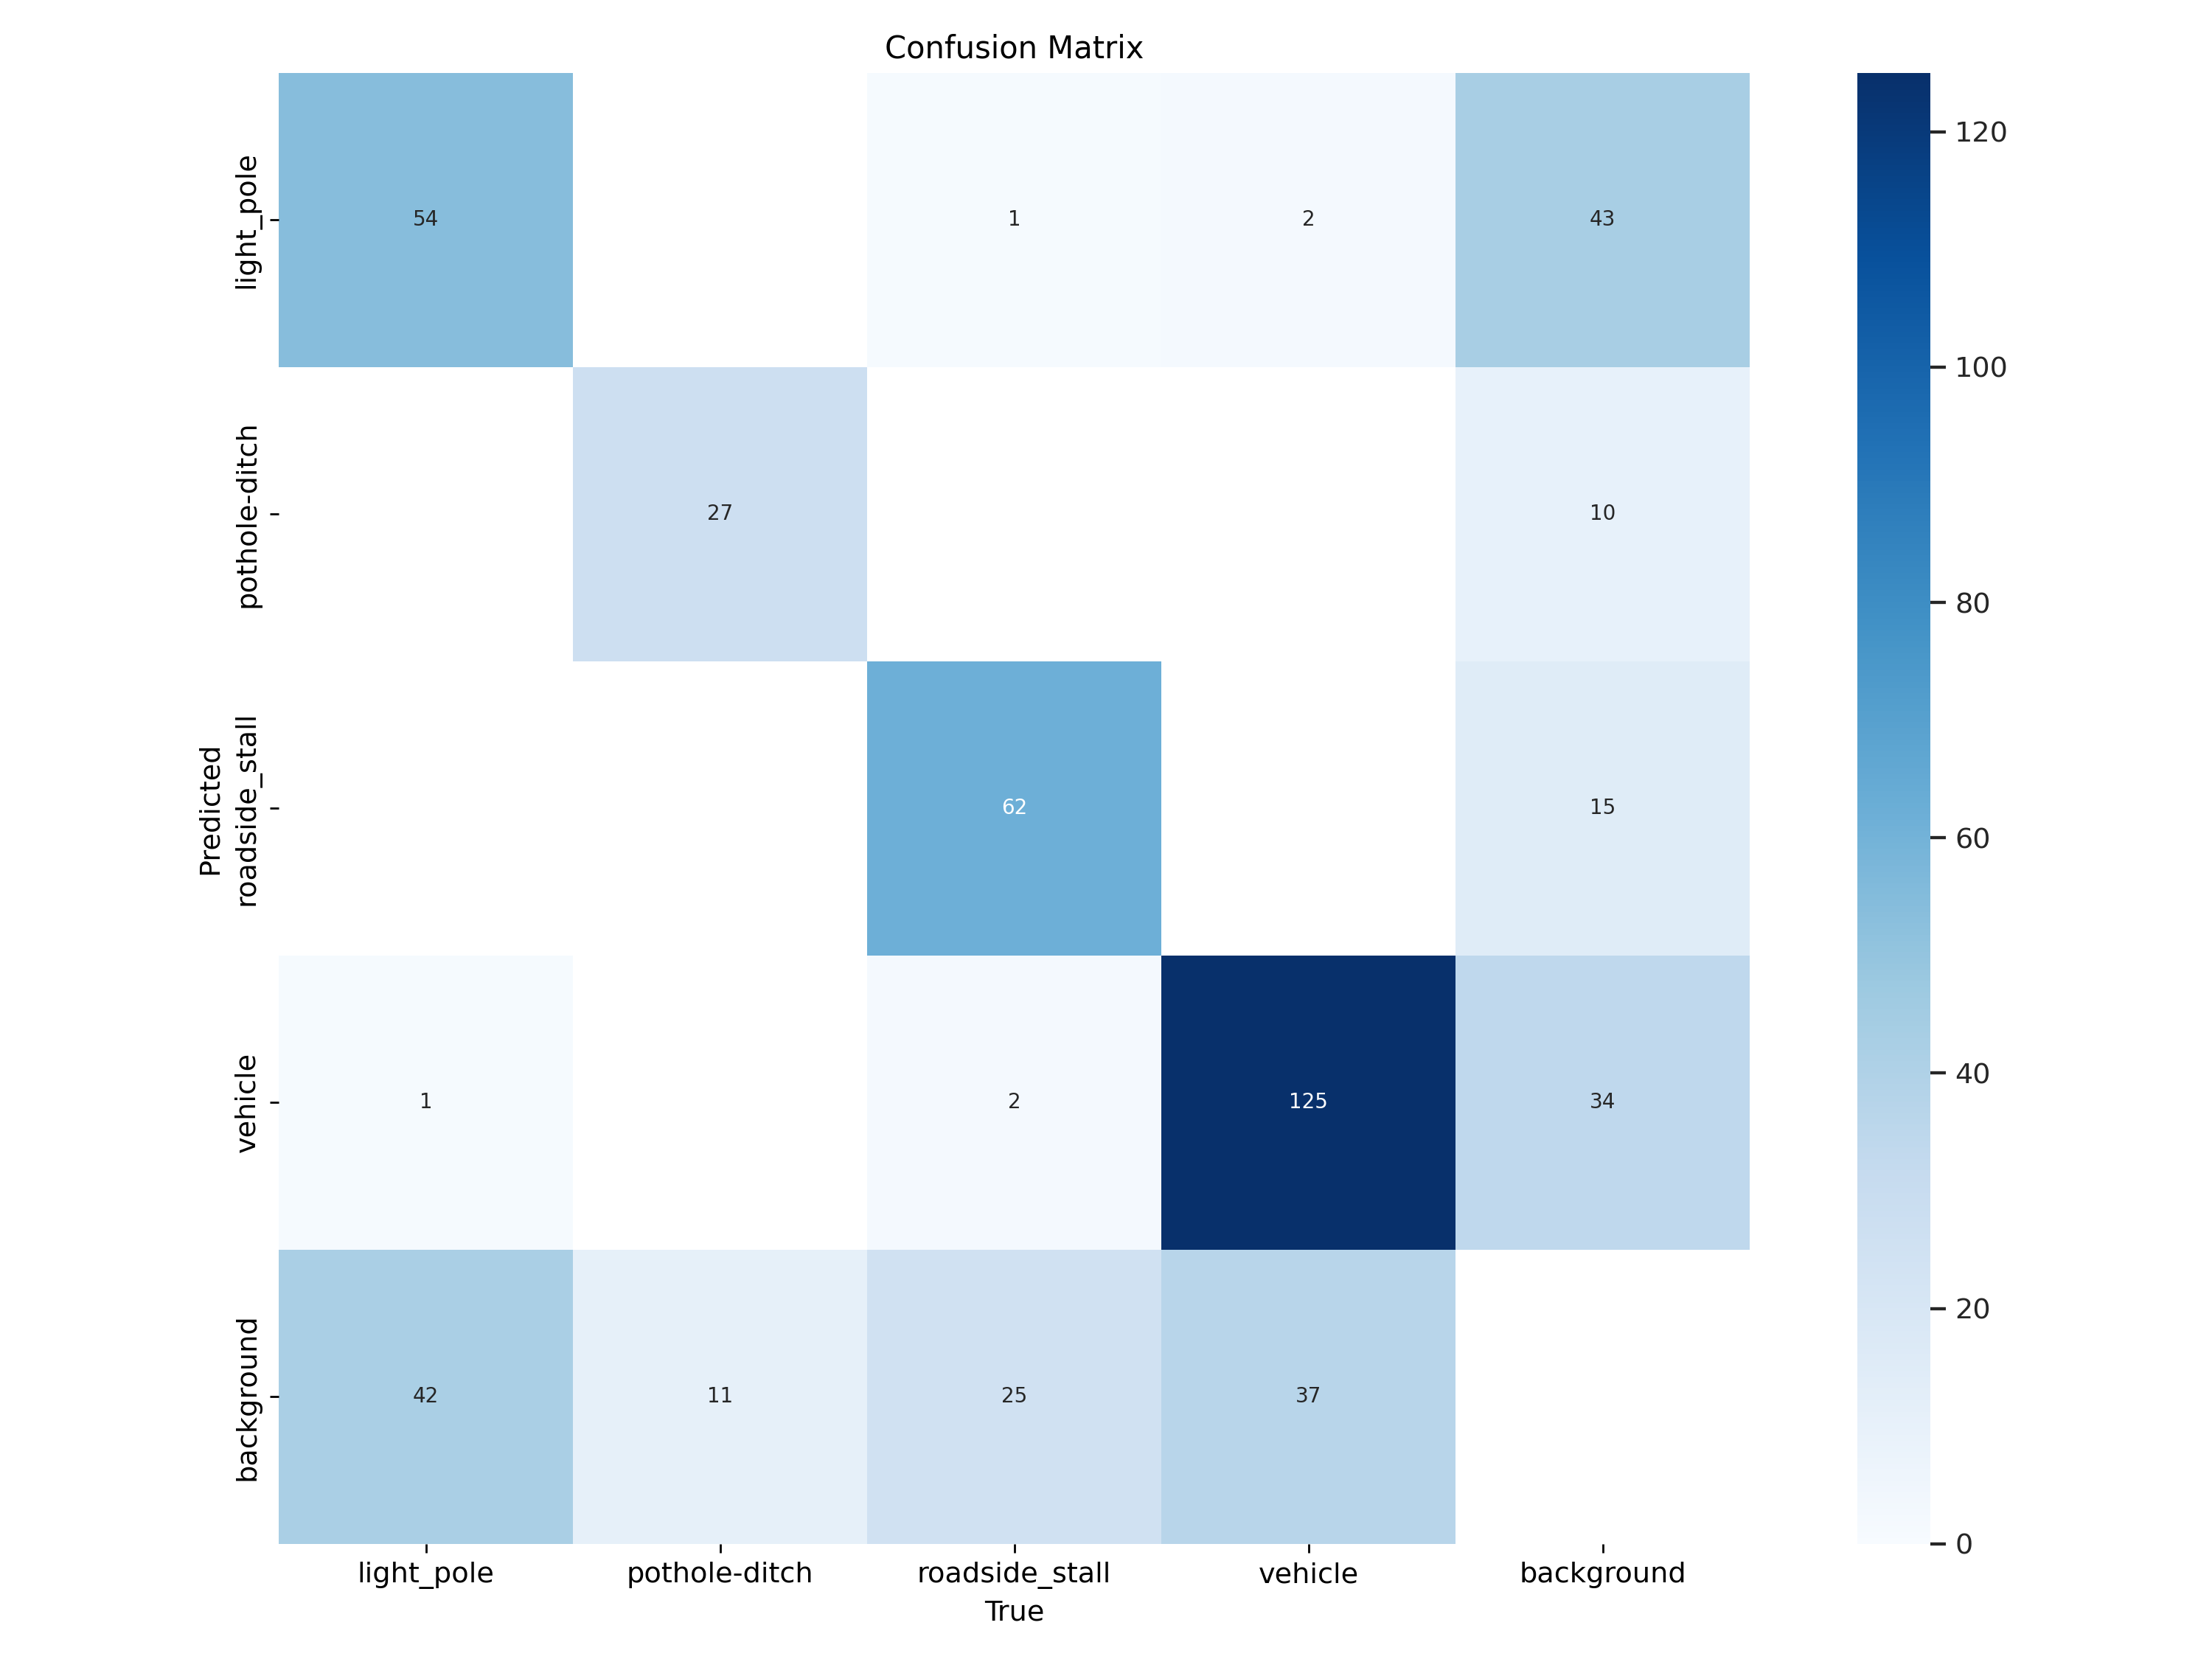 Confusion Matrix
light_pole
54
1
2
43
120
100
pothole-ditch
27
10
80
Predicted
roadside_stall
62
15
60
vehicle
1
2
125
34
40
background
42
11
25
37
20
0
light_pole
pothole-ditch
roadside_stall
vehicle
background
True